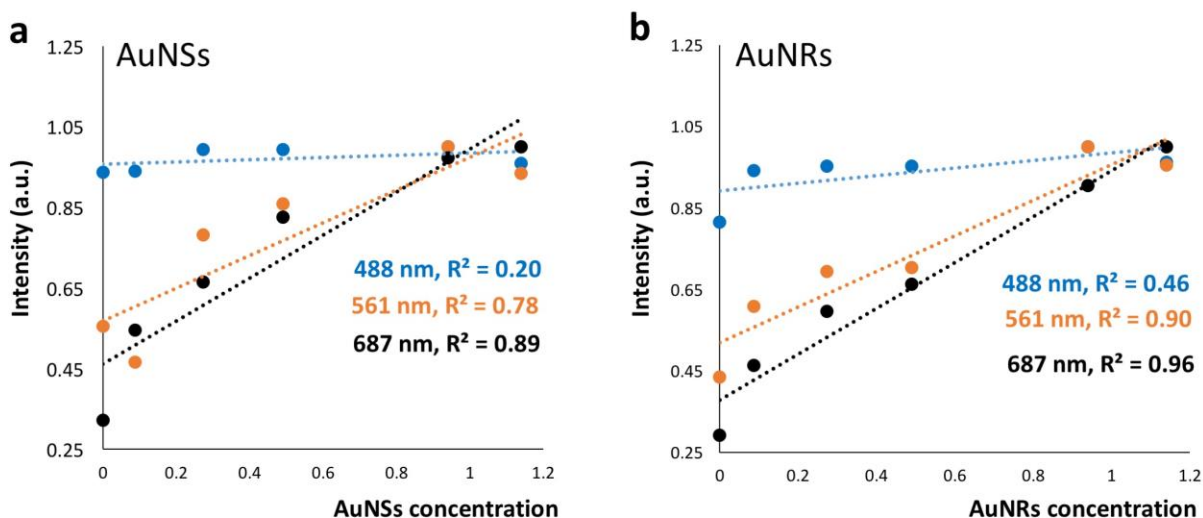 a
AuNSs
1.25
1.05
0.85
0.65
0.45
0.25
Intensity (a.u.)
488 nm, R² = 0.20
561 nm, R² = 0.78
687 nm, R² = 0.89
0 0.2 0.4 0.6 0.8 1 1.2
AuNSs concentration
b
AuNRs
1.25
1.05
0.85
0.65
0.45
0.25
Intensity (a.u.)
488 nm, R² = 0.46
561 nm, R² = 0.90
687 nm, R² = 0.96
0 0.2 0.4 0.6 0.8 1 1.2
AuNRs concentration